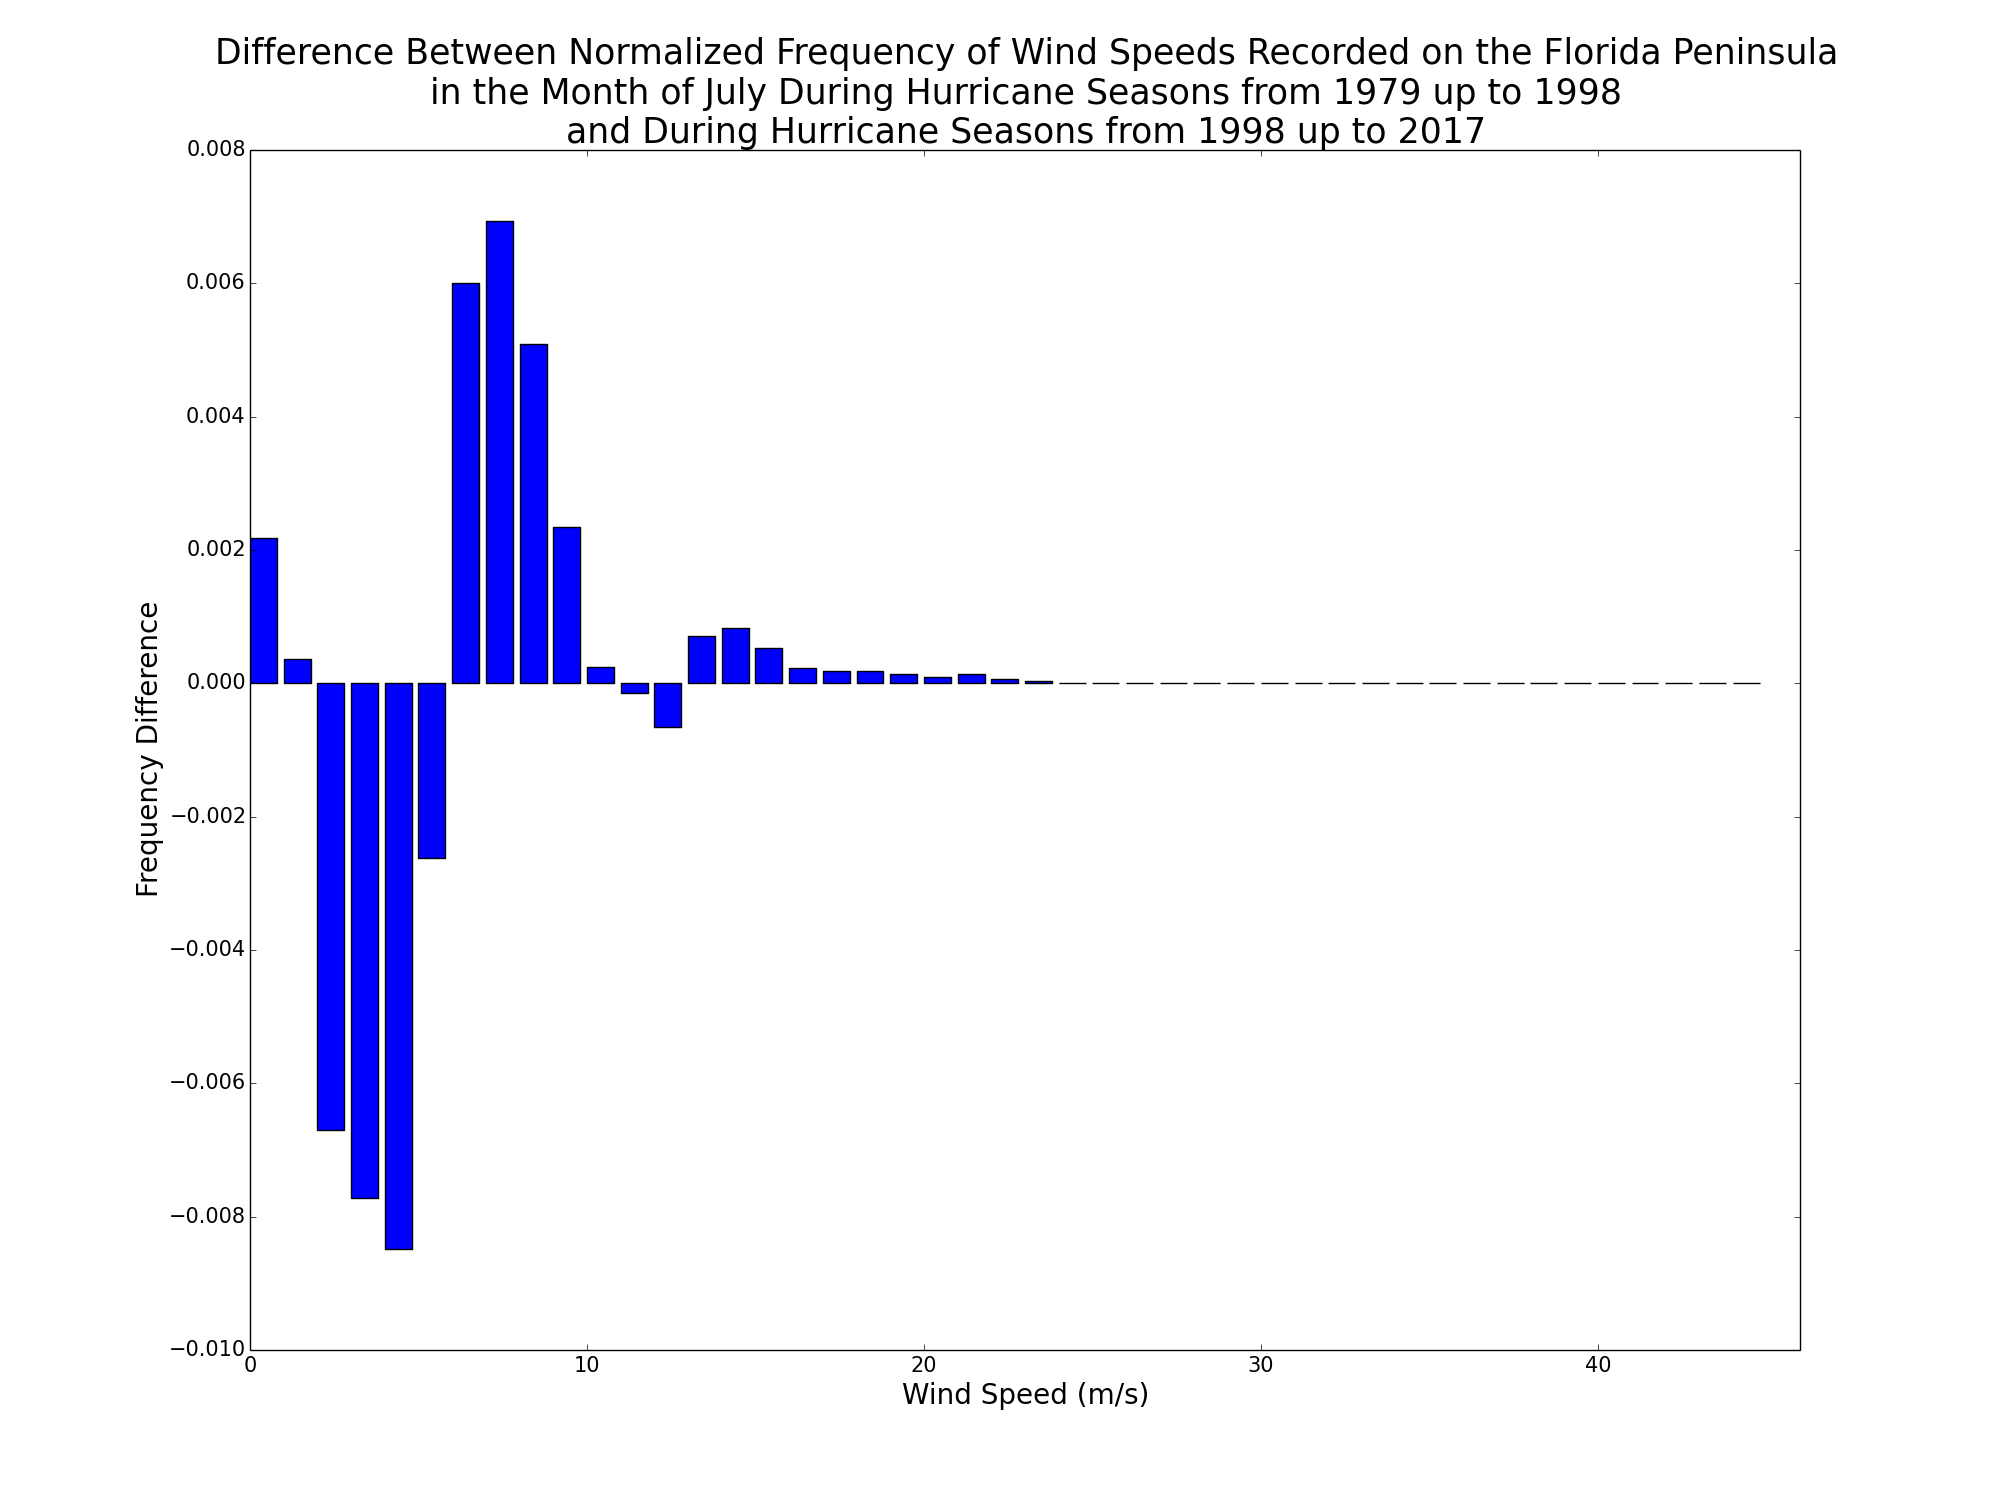 Difference Between Normalized Frequency of Wind Speeds Recorded on the Florida Peninsula
in the Month of July During Hurricane Seasons from 1979 up to 1998
and During Hurricane Seasons from 1998 up to 2017
0.008
0.006
0.004
0.002
0.000
−0.002
−0.004
−0.006
−0.008
−0.010
Frequency Difference
0 10 20 30 40
Wind Speed (m/s)